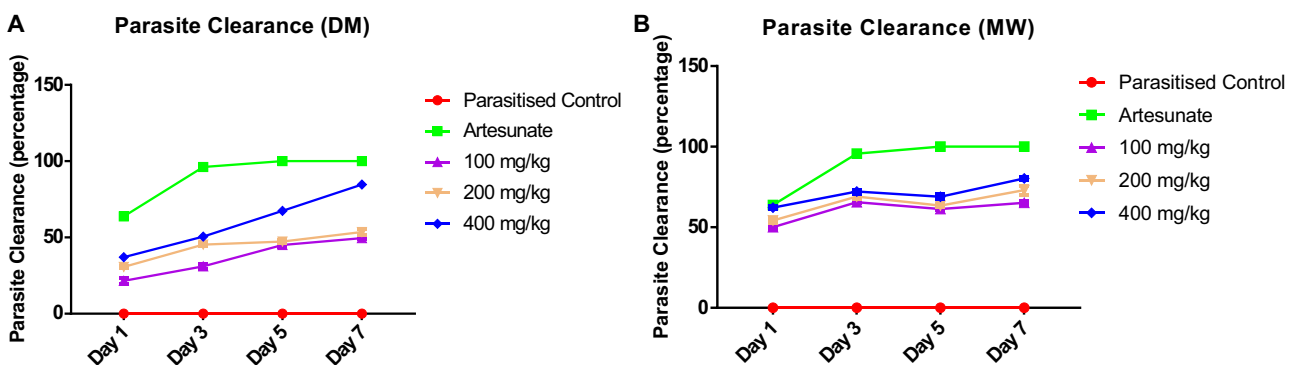 A
Parasite Clearance (DM)
Parasite Clearance (percentage)
150
100
50
0
Day 1
Day 3
Day 5
Day 7
Parasitised Control
Artesunate
100 mg/kg
200 mg/kg
400 mg/kg
B
Parasite Clearance (MW)
Parasite Clearance (percentage)
150
100
50
0
Day 1
Day 3
Day 5
Day 7
Parasitised Control
Artesunate
100 mg/kg
200 mg/kg
400 mg/kg